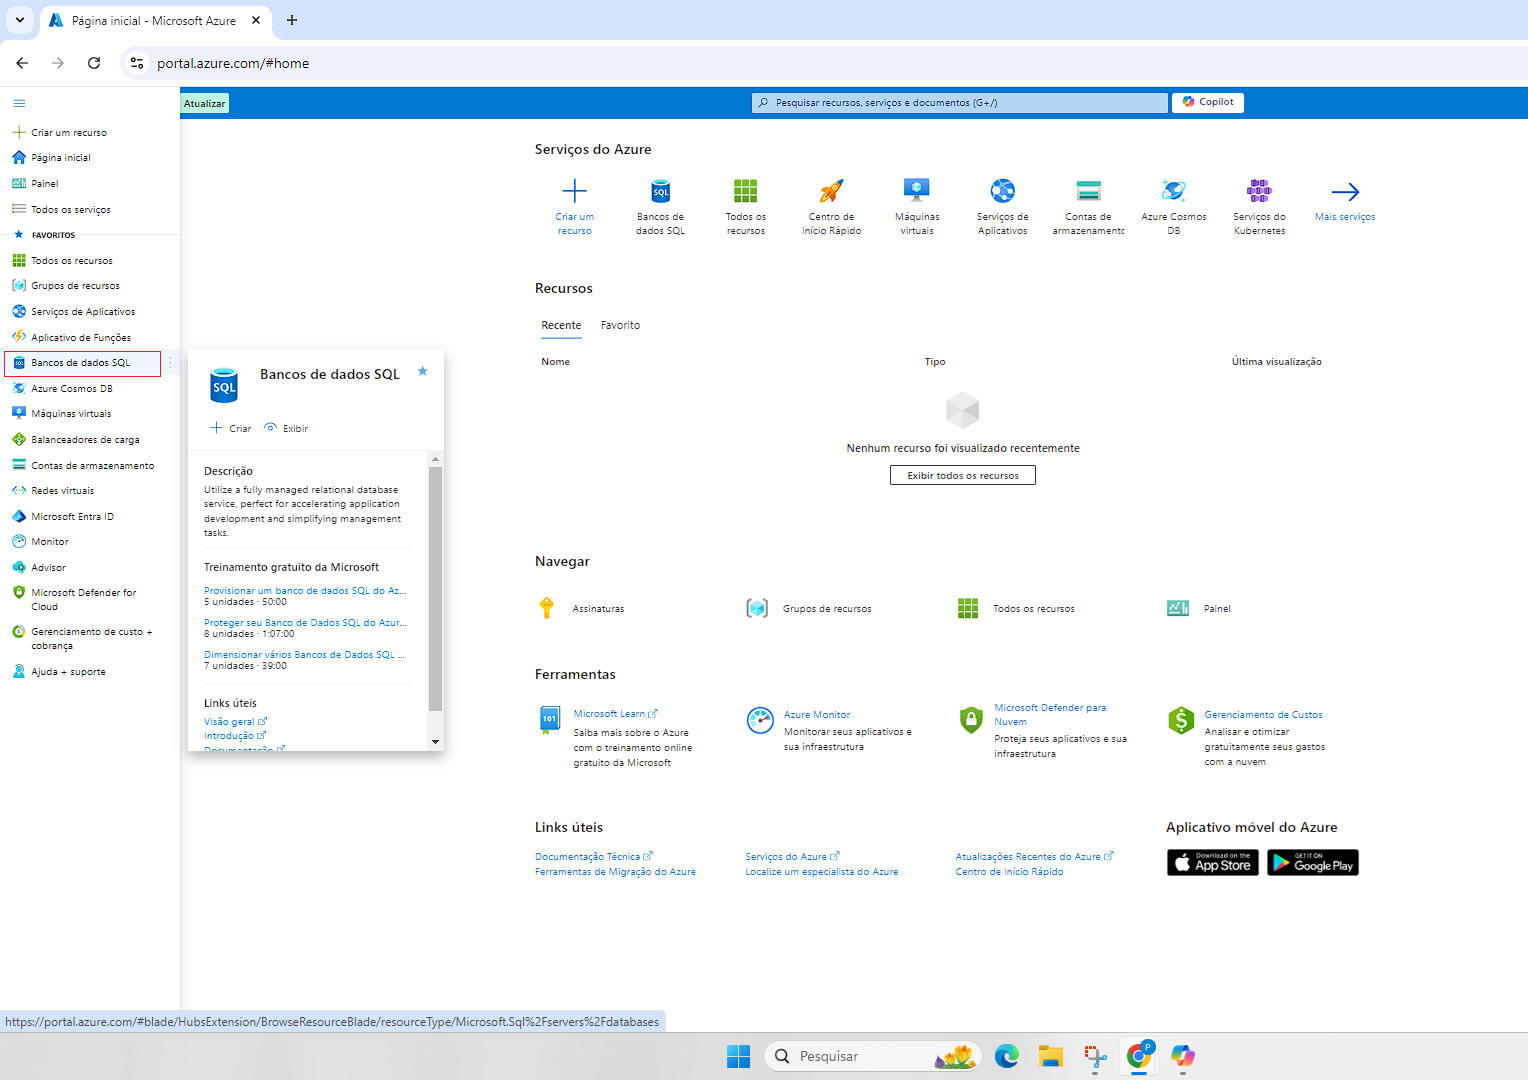 Página inicial - Microsoft Azure
portal.azure.com/#home
Atualizar
Pesquisar recursos, serviços e documentos (G+/)
Copilot
Criar um recurso
Página inicial
Painel
Todos os serviços
FAVORITOS
Todos os recursos
Grupos de recursos
Serviços de Aplicativos
Aplicativo de Funções
Bancos de dados SQL
Azure Cosmos DB
Máquinas virtuais
Balanceadores de carga
Contas de armazenamento
Redes virtuais
Microsoft Entra ID
Monitor
Advisor
Microsoft Defender for
Cloud
Gerenciamento de custo +
cobrança
Ajuda + suporte
SQL
Bancos de dados SQL
Criar
Exibir
Descrição
Utilize a fully managed relational database
service, perfect for accelerating application
development and simplifying management
tasks.
Treinamento gratuito da Microsoft
Provisionar um banco de dados SQL do Az...
5 unidades · 50:00
Proteger seu Banco de Dados SQL do Azur...
8 unidades · 1:07:00
Dimensionar vários Bancos de Dados SQL ...
7 unidades · 39:00
Links úteis
Visão geral
Introdução
Documentação
Serviços do Azure
Criar um
recurso
SQL
Bancos de
dados SQL
Todos os
recursos
Centro de
Início Rápido
Máquinas
virtuais
Serviços de
Aplicativos
Contas de
armazenamento
Azure Cosmos
DB
Serviços do
Kubernetes
Mais serviços
Recursos
Recente
Favorito
Nome
Tipo
Última visualização
Nenhum recurso foi visualizado recentemente
Exibir todos os recursos
Navegar
Assinaturas
Grupos de recursos
Todos os recursos
Painel
Ferramentas
101
Microsoft Learn
Saiba mais sobre o Azure
com o treinamento online
gratuito da Microsoft
Azure Monitor
Monitorar seus aplicativos e
sua infraestrutura
Microsoft Defender para
Nuvem
Proteja seus aplicativos e sua
infraestrutura
$
Gerenciamento de Custos
Analisar e otimizar
gratuitamente seus gastos
com a nuvem
Links úteis
Documentação Técnica
Ferramentas de Migração do Azure
Serviços do Azure
Localize um especialista do Azure
Atualizações Recentes do Azure
Centro de Início Rápido
Aplicativo móvel do Azure
Download on the
App Store
GET IT ON
Google Play
https://portal.azure.com/#blade/HubsExtension/BrowseResourceBlade/resourceType/Microsoft.Sql%2Fservers%2Fdatabases
Pesquisar
P